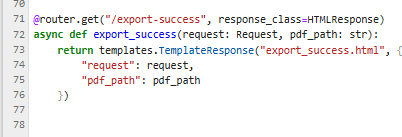 70
71 @router.get("/export-success", response_class=HTMLResponse)
72 async def export_success(request: Request, pdf_path: str):
73     return templates.TemplateResponse("export_success.html", {
74         "request": request,
75         "pdf_path": pdf_path
76     })
77
78